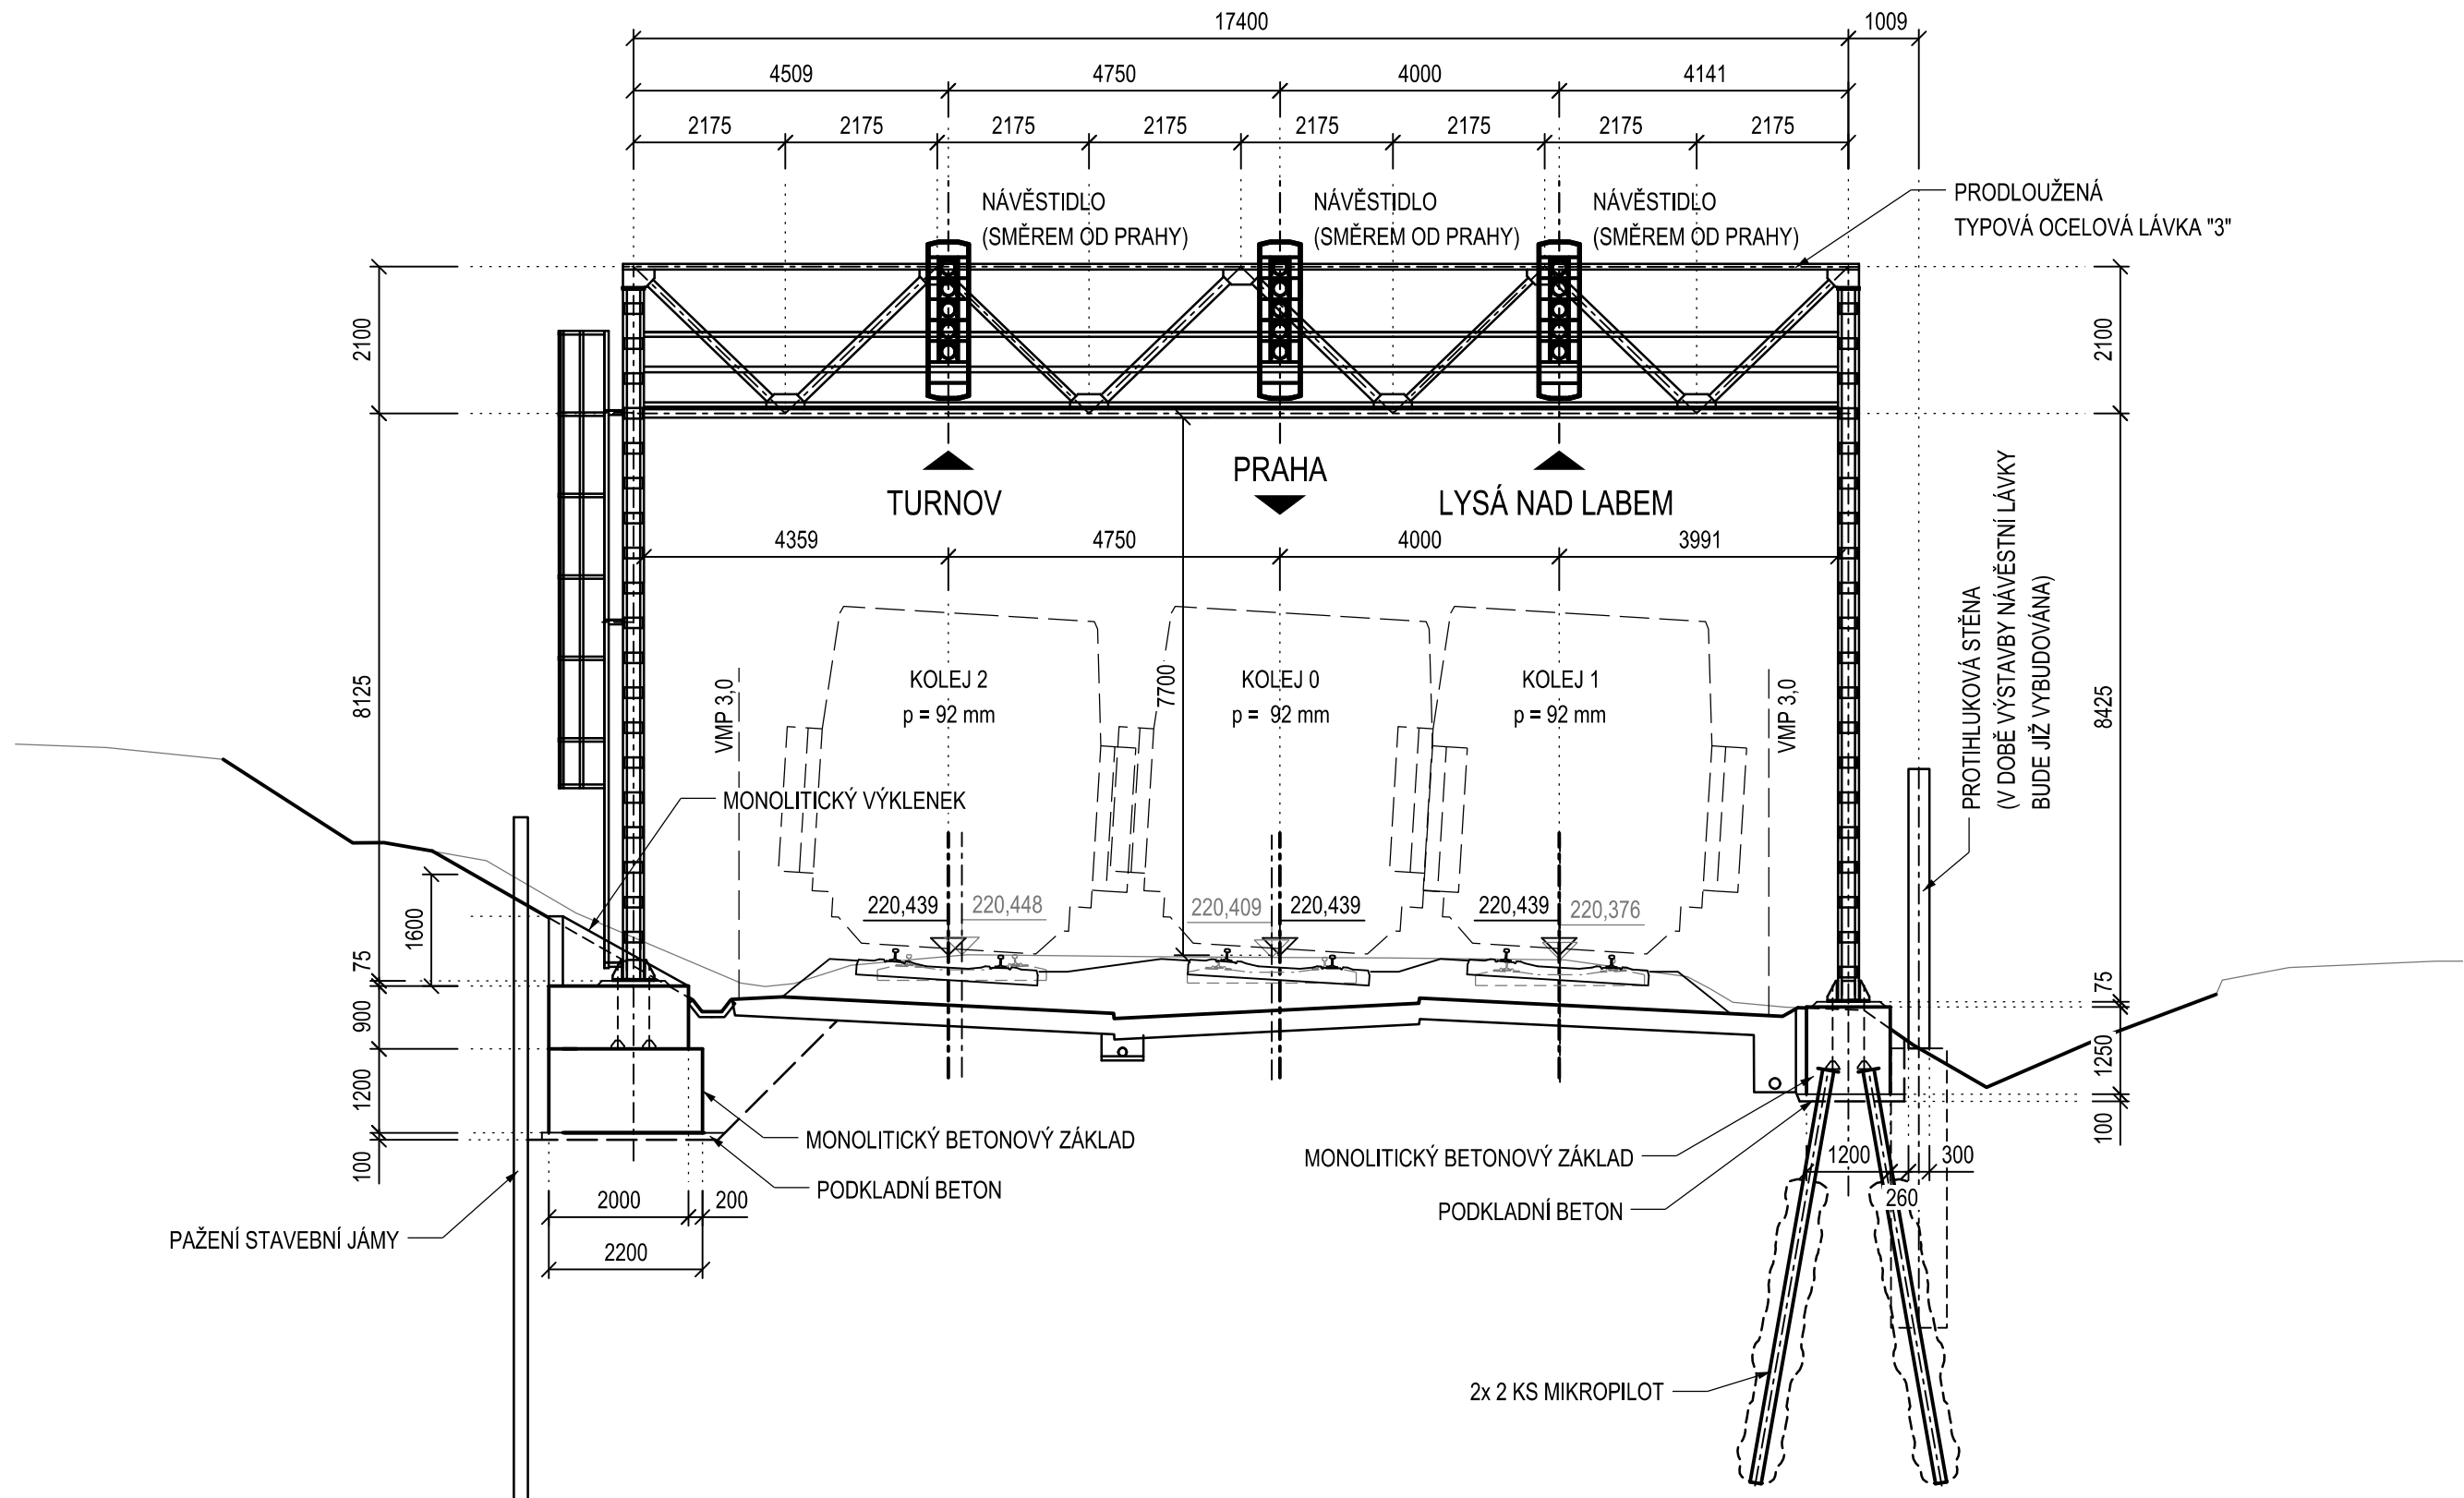 17400
1009
4509
4750
4000
4141
2175
2175
2175
2175
2175
2175
2175
2175
NÁVĚSTIDLO
(SMĚREM OD PRAHY)
NÁVĚSTIDLO
(SMĚREM OD PRAHY)
NÁVĚSTIDLO
(SMĚREM OD PRAHY)
PRODLOUŽENÁ
TYPOVÁ OCELOVÁ LÁVKA "3"
2100
2100
TURNOV
PRAHA
LYSÁ NAD LABEM
4359
4750
4000
3991
PROTIHLUKOVÁ STĚNA
(V DOBĚ VÝSTAVBY NÁVĚSTNÍ LÁVKY
BUDE JIŽ VYBUDOVÁNA)
8125
VMP 3,0
KOLEJ 2
p = 92 mm
7700
KOLEJ 0
p = 92 mm
KOLEJ 1
p = 92 mm
VMP 3,0
8425
MONOLITICKÝ VÝKLENEK
1600
220,439
220,448
220,409
220,439
220,439
220,376
75
900
1200
100
75
1250
100
MONOLITICKÝ BETONOVÝ ZÁKLAD
PODKLADNÍ BETON
MONOLITICKÝ BETONOVÝ ZÁKLAD
PODKLADNÍ BETON
1200
300
260
2000
200
2200
PAŽENÍ STAVEBNÍ JÁMY
2x 2 KS MIKROPILOT